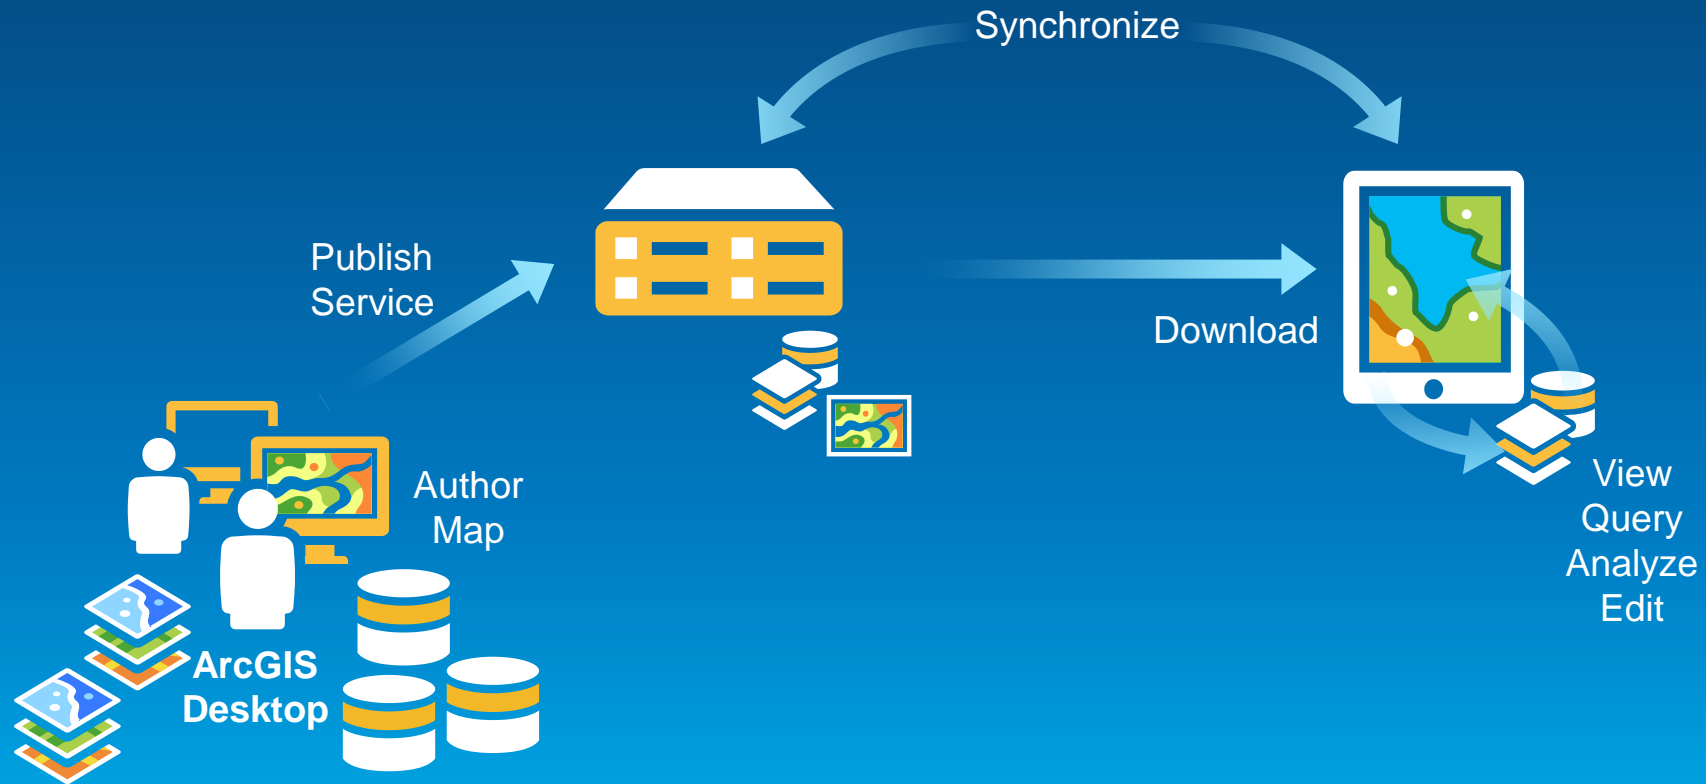 Synchronize
Publish
Service
Download
Author
Map
View
Query
Analyze
Edit
ArcGIS
Desktop